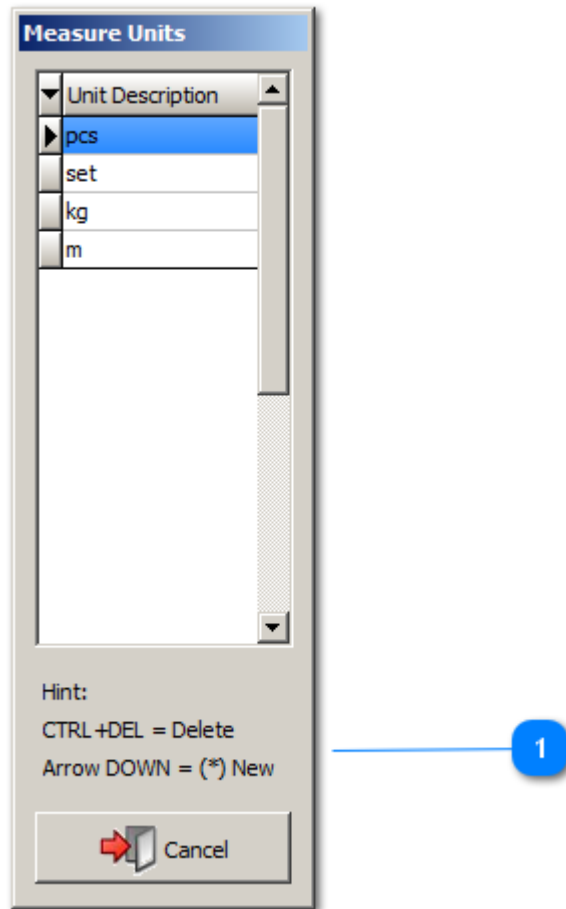 Measure Units
Unit Description
pcs
set
kg
m
Hint:
CTRL+DEL = Delete
Arrow DOWN = (*) New
1
Cancel